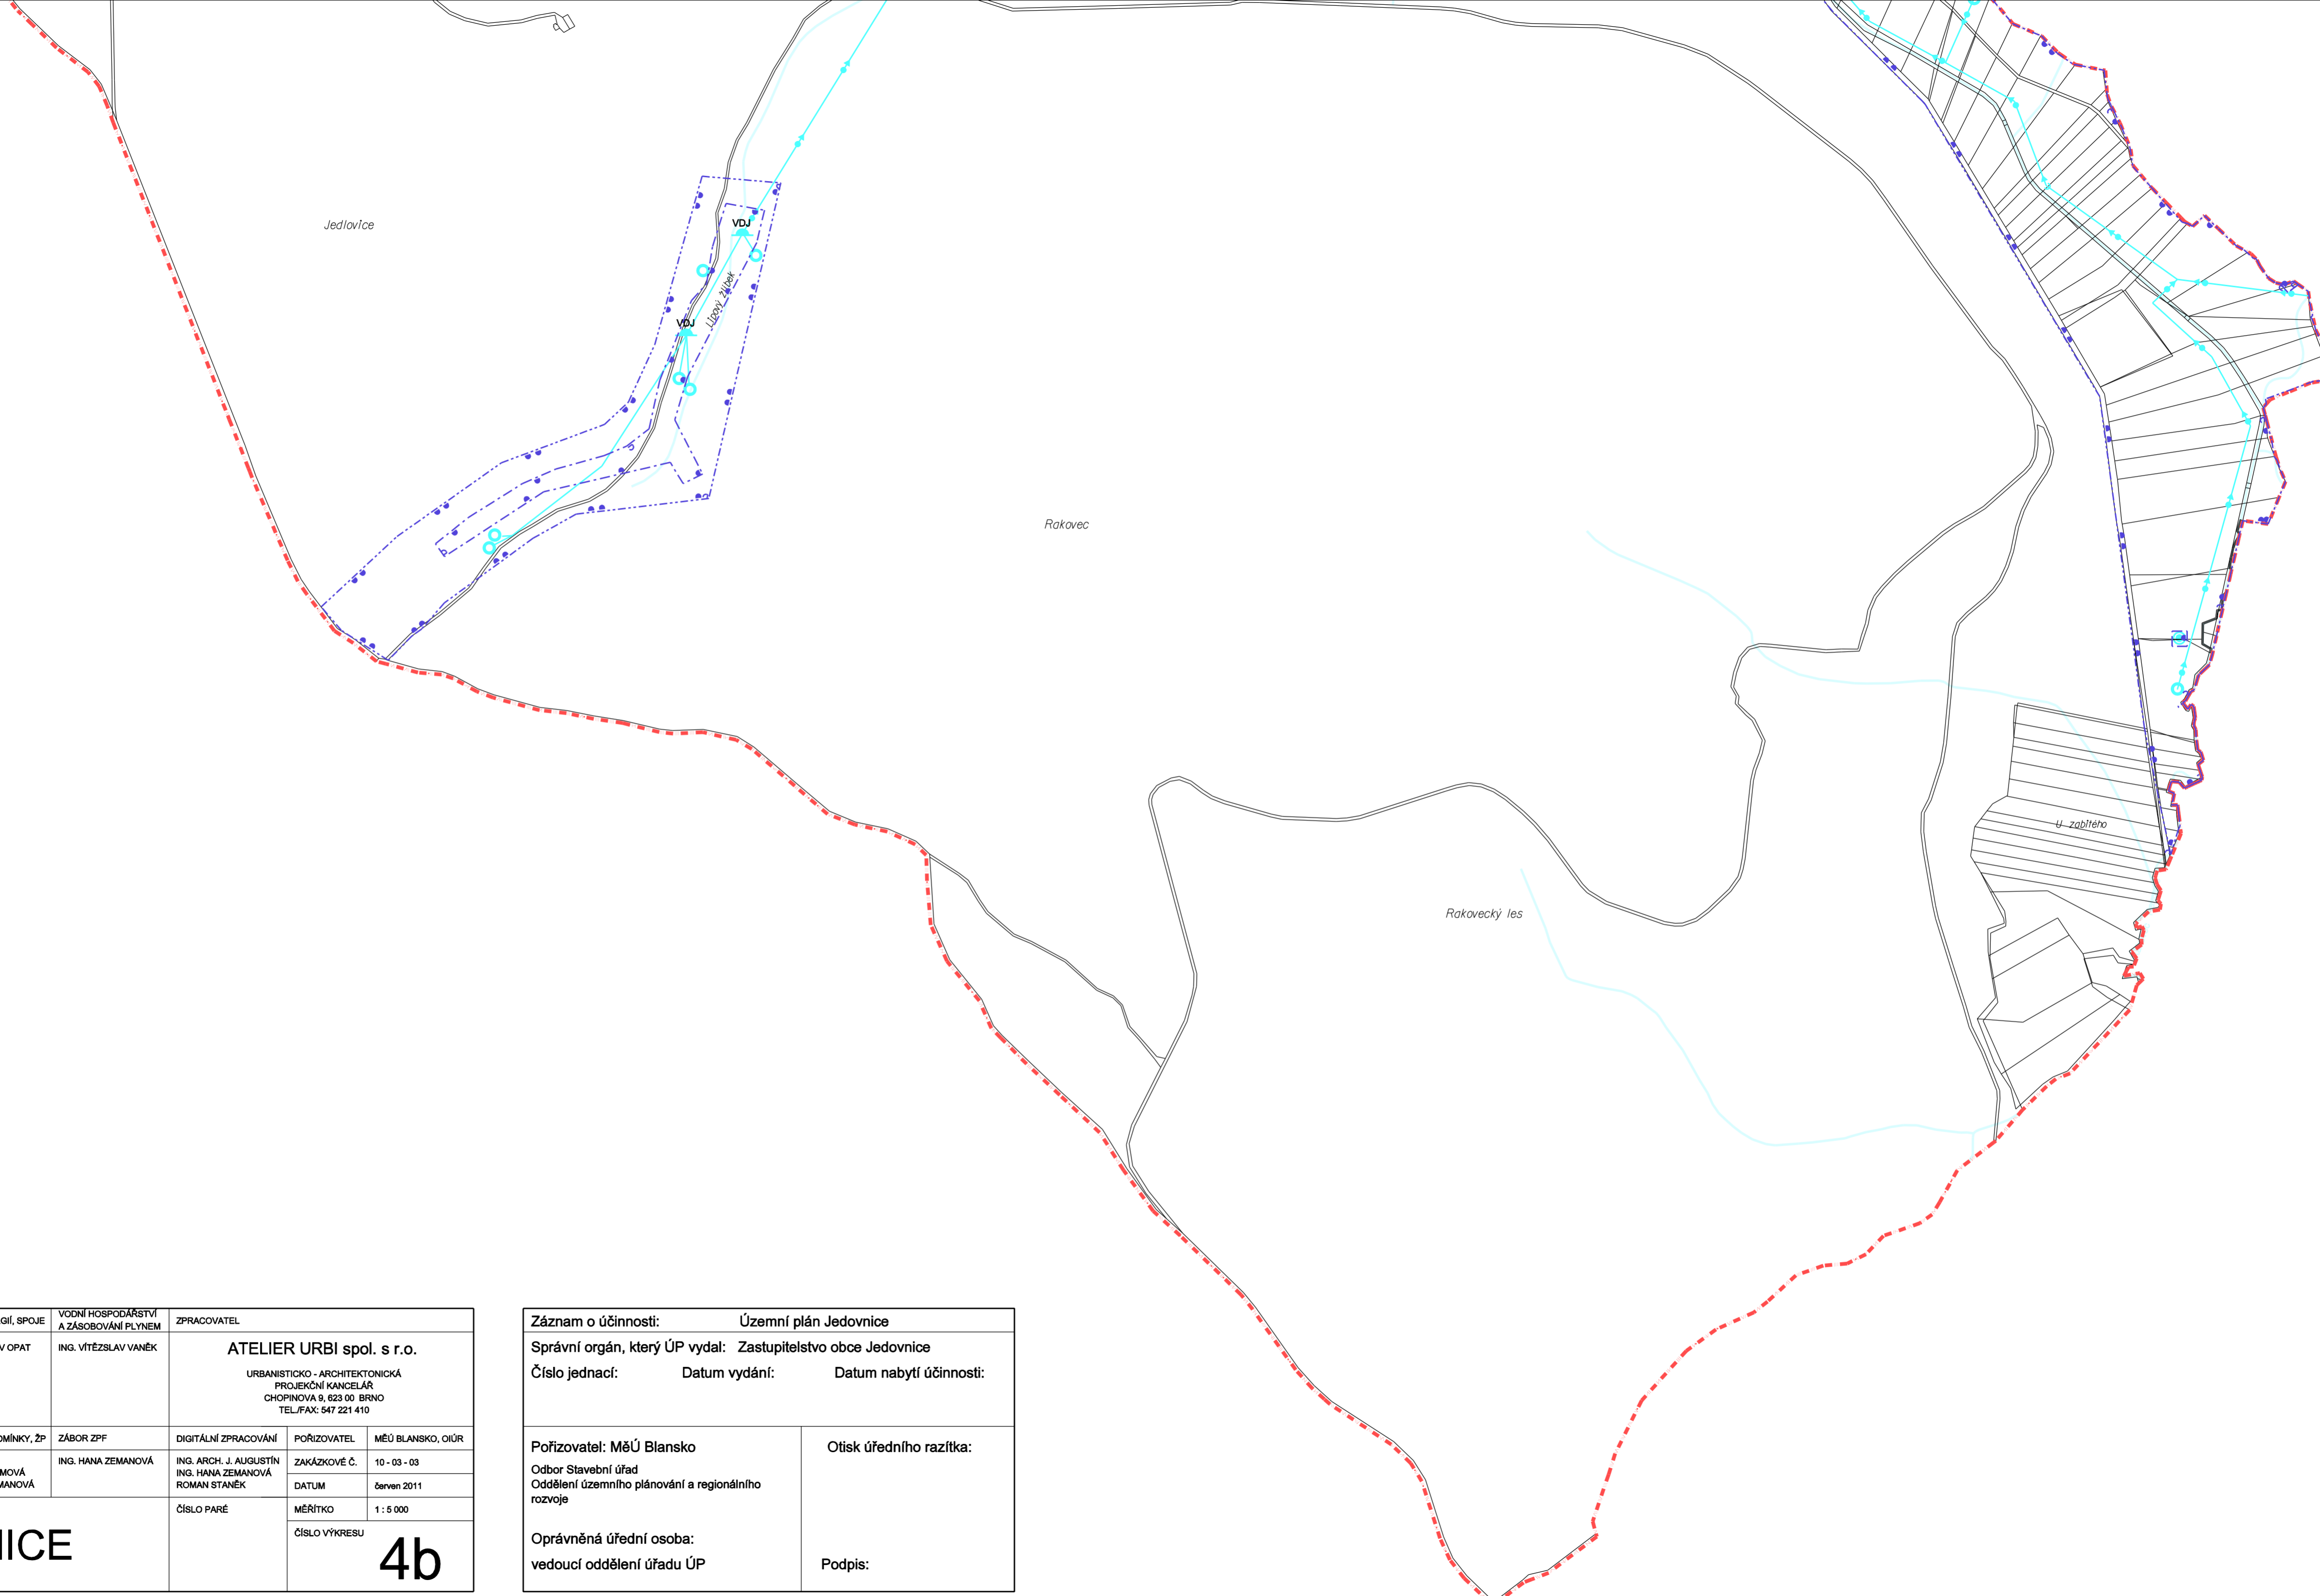 Jedlovice
VDJ
Lipový žlíbek
VDJ
Rakovec
U zabitého
Rakovecký les
GIÍ, SPOJE
VODNÍ HOSPODÁŘSTVÍ
A ZÁSOBOVÁNÍ PLYNEM
ZPRACOVATEL
V OPAT
ING. VÍTĚZSLAV VANĚK
ATELIER URBI spol. s r.o.
URBANISTICKO - ARCHITEKTONICKÁ
PROJEKČNÍ KANCELÁŘ
CHOPINOVA 9, 623 00 BRNO
TEL./FAX: 547 221 410
OMÍNKY, ŽP
ZÁBOR ZPF
DIGITÁLNÍ ZPRACOVÁNÍ
POŘIZOVATEL
MĚÚ BLANSKO, OIÚR
MOVÁ
MANOVÁ
ING. HANA ZEMANOVÁ
ING. ARCH. J. AUGUSTÍN
ING. HANA ZEMANOVÁ
ROMAN STANĚK
ZAKÁZKOVÉ Č.
10 - 03 - 03
DATUM
červen 2011
ČÍSLO PARÉ
MĚŘÍTKO
1 : 5 000
ČÍSLO VÝKRESU
4b
NICE
Záznam o účinnosti: Územní plán Jedovnice
Správní orgán, který ÚP vydal: Zastupitelstvo obce Jedovnice
Číslo jednací: Datum vydání: Datum nabytí účinnosti:
Pořizovatel: MěÚ Blansko
Odbor Stavební úřad
Oddělení územního plánování a regionálního
rozvoje
Oprávněná úřední osoba:
vedoucí oddělení úřadu ÚP
Otisk úředního razítka:
Podpis: